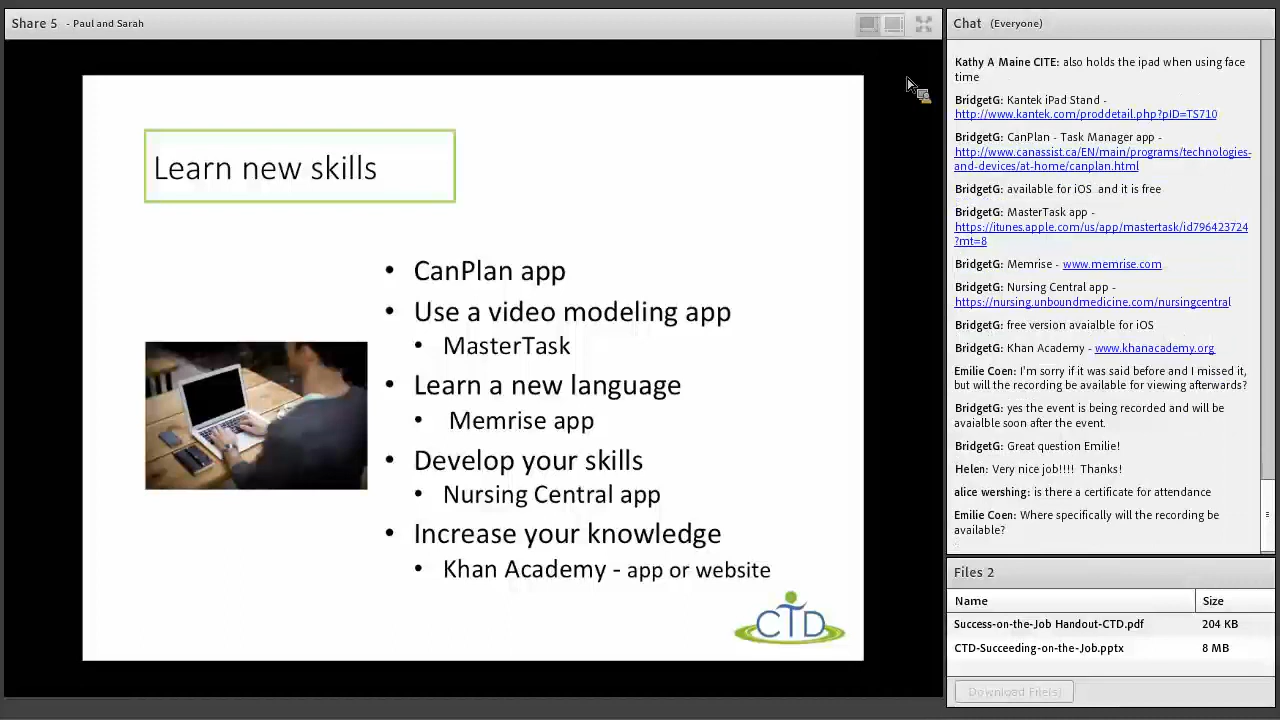 Share 5 - Paul and Sarah
Learn new skills
• CanPlan app
• Use a video modeling app
• MasterTask
• Learn a new language
• Memrise app
• Develop your skills
• Nursing Central app
• Increase your knowledge
• Khan Academy - app or website
CTD
Chat (Everyone)
Kathy A Maine CITE: also holds the ipad when using face
time
BridgetG: Kantek iPad Stand -
http://www.kantek.com/proddetail.php?pID=TS710
BridgetG: CanPlan - Task Manager app -
http://www.canassist.ca/EN/main/programs/technologies-
and-devices/at-home/canplan.html
BridgetG: available for iOS and it is free
BridgetG: MasterTask app -
https://itunes.apple.com/us/app/mastertask/id796423724
?mt=8
BridgetG: Memrise - www.memrise.com
BridgetG: Nursing Central app -
https://nursing.unboundmedicine.com/nursingcentral
BridgetG: free version avaialble for iOS
BridgetG: Khan Academy - www.khanacademy.org
Emilie Coen: I'm sorry if it was said before and I missed it,
but will the recording be available for viewing afterwards?
BridgetG: yes the event is being recorded and will be
avaialble soon after the event.
BridgetG: Great question Emilie!
Helen: Very nice job!!!! Thanks!
alice wershing: is there a certificate for attendance
Emilie Coen: Where specifically will the recording be
available?
Files 2
Name Size
Success-on-the-Job Handout-CTD.pdf 204 KB
CTD-Succeeding-on-the-Job.pptx 8 MB
Download File(s)